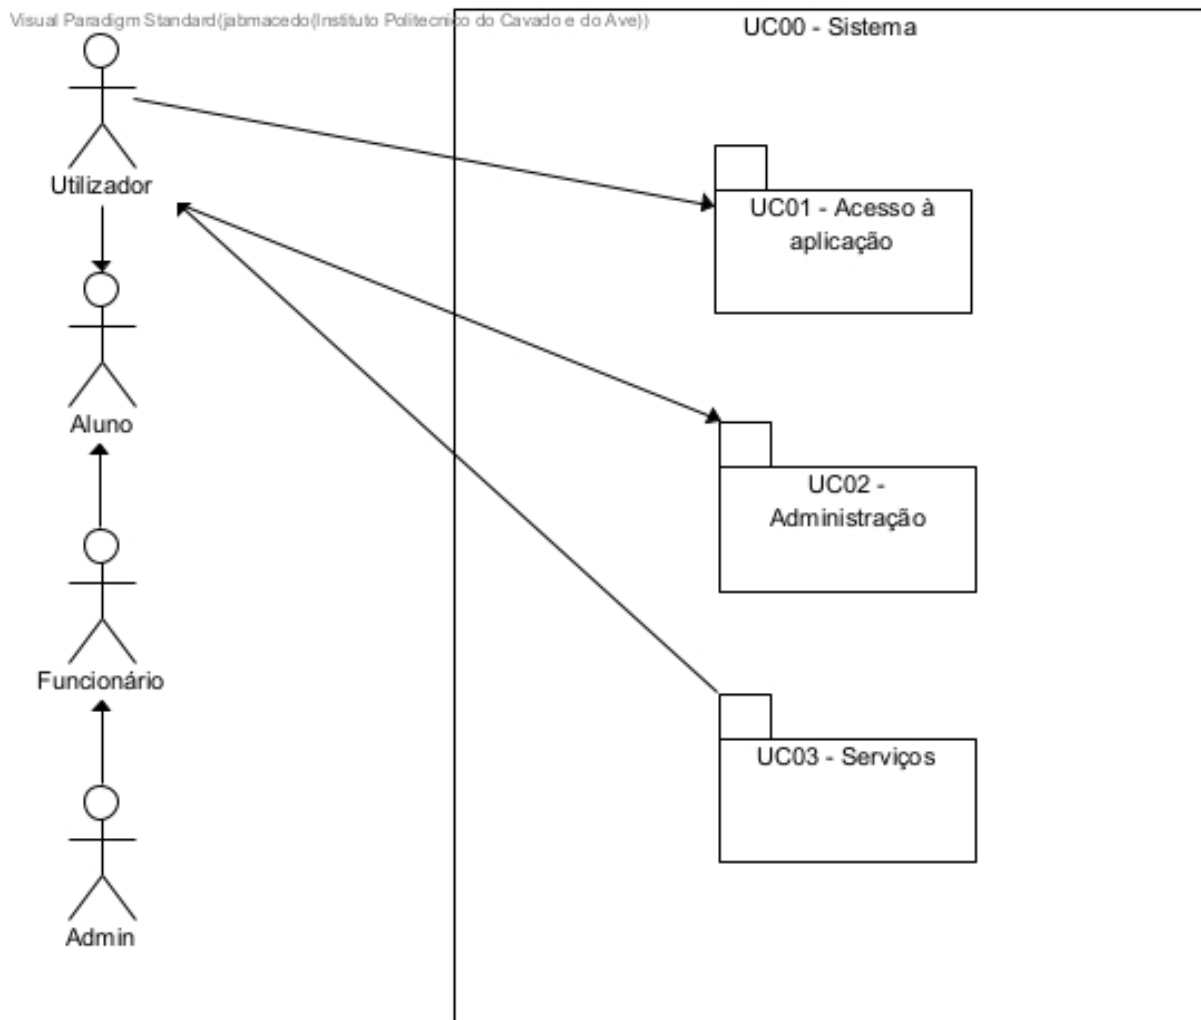 Visual Paradigm Standard(jabmacedo(Instituto Politecnico do Cavado e do Ave))
UC00 - Sistema
Utilizador
UC01 - Acesso à
aplicação
Aluno
UC02 -
Administração
Funcionário
UC03 - Serviços
Admin